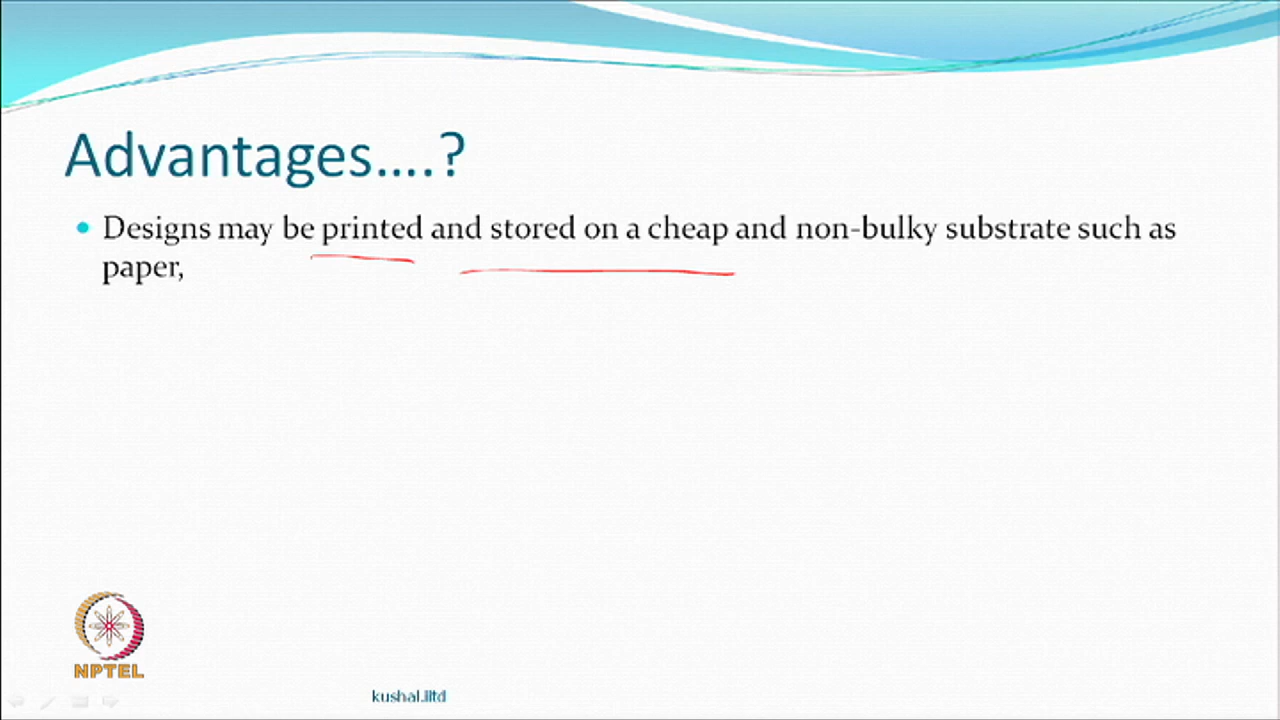 Advantages....?
Designs may be printed and stored on a cheap and non-bulky substrate such as
paper,
NPTEL
kushal.iitd